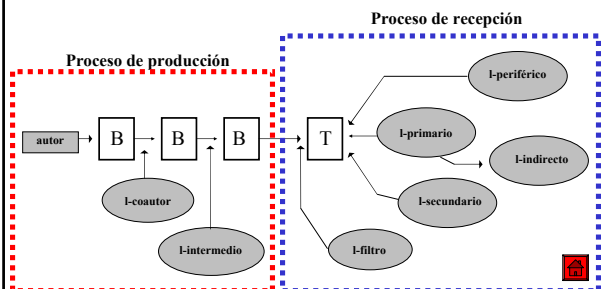 Proceso de recepción
Proceso de producción
l-periférico
autor
B
B
B
T
l-primario
l-indirecto
l-coautor
l-secundario
l-intermedio
l-filtro